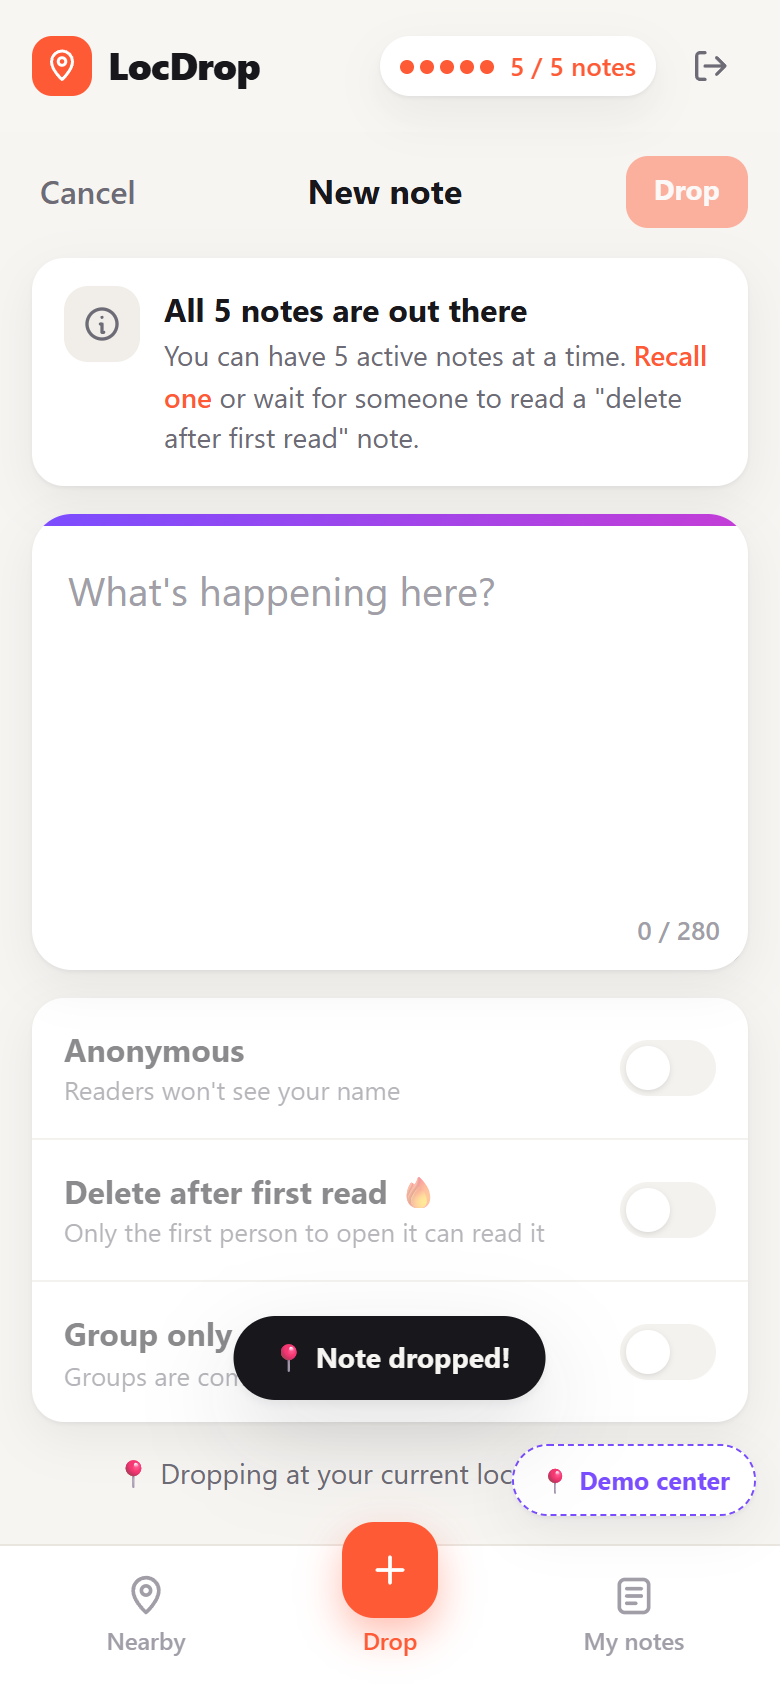 LocDrop
5 / 5 notes
Cancel
New note
Drop
All 5 notes are out there
You can have 5 active notes at a time. Recall
one or wait for someone to read a "delete
after first read" note.
What's happening here?
0 / 280
Anonymous
Readers won't see your name
Delete after first read 🔥
Only the first person to open it can read it
Group only
Groups are
📍 Note dropped!
📍 Dropping at your current
📍 Demo center
Nearby
Drop
My notes